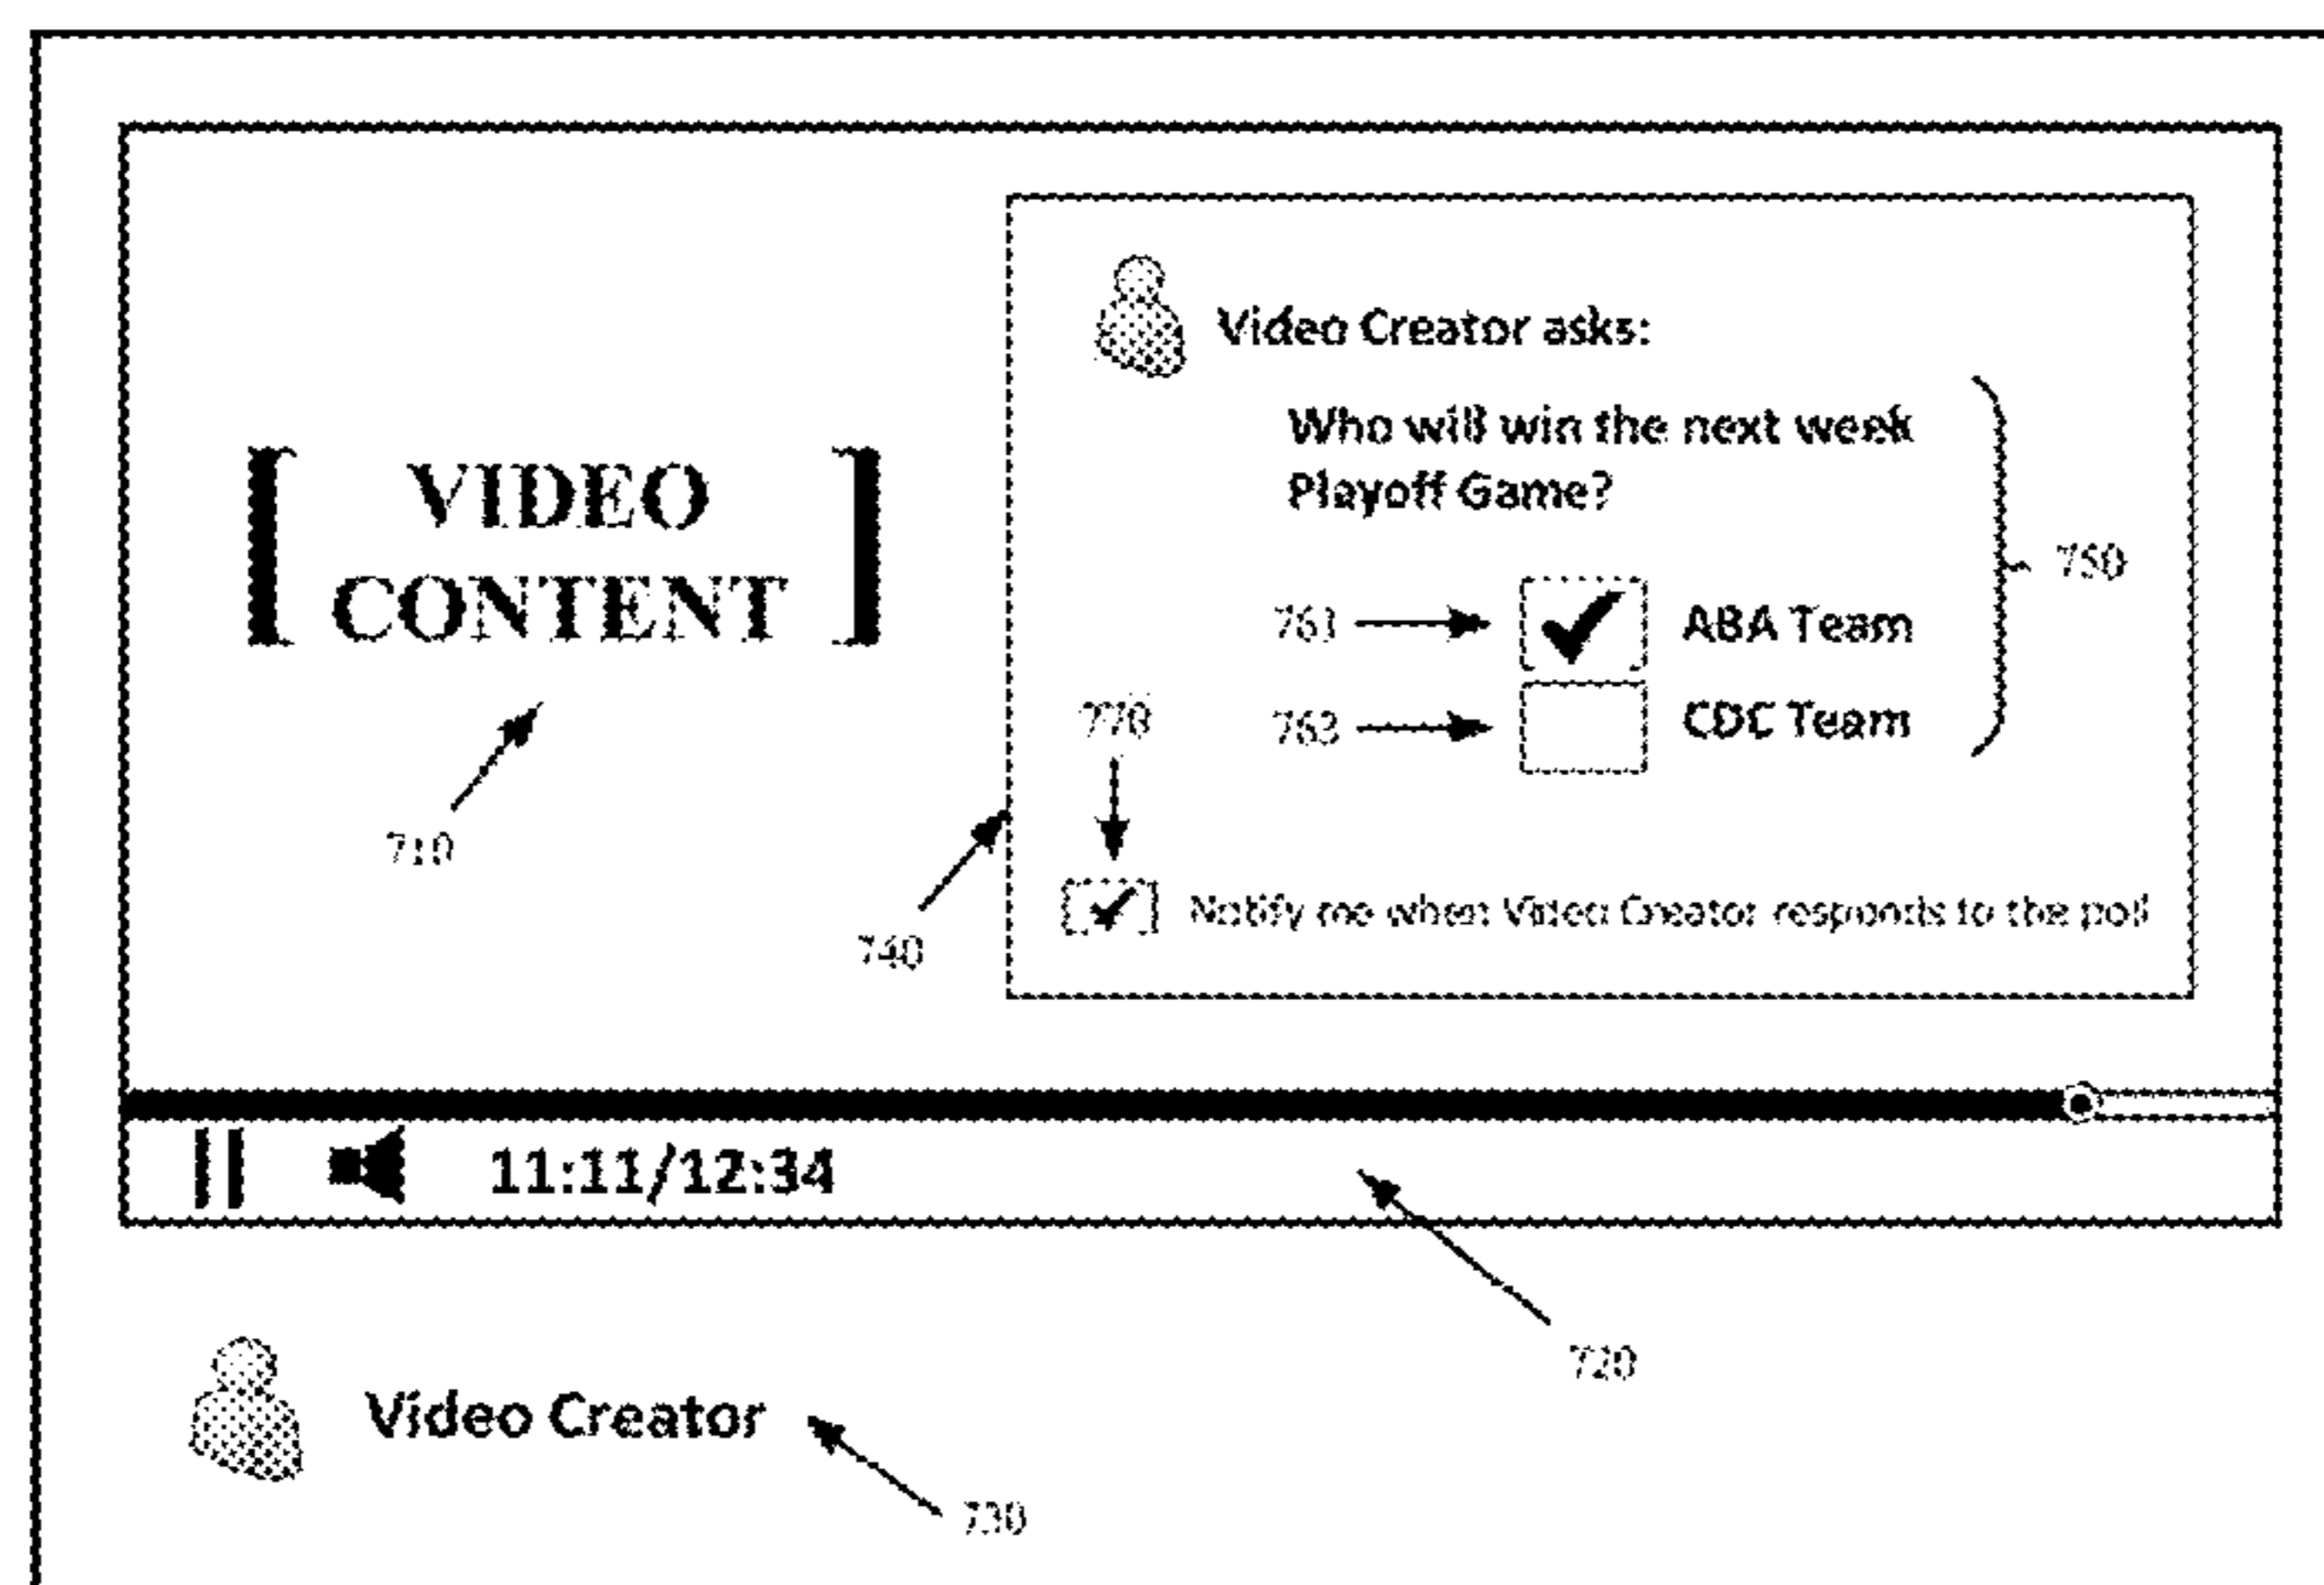 Video Creator asks:
Who will win the next week
Playoff Game?
750
[ VIDEO
CONTENT ]
761
ABA Team
770
762
CDC Team
710
740
Notify me when Video Creator responds to the poll
11:11/12:34
720
Video Creator
730